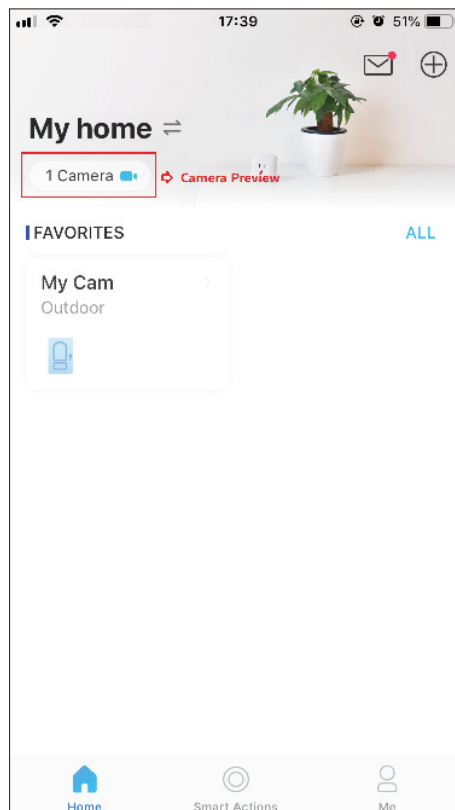 17:39
51%
My home
1 Camera
Camera Preview
FAVORITES
ALL
My Cam
Outdoor
Home
Smart Actions
Me